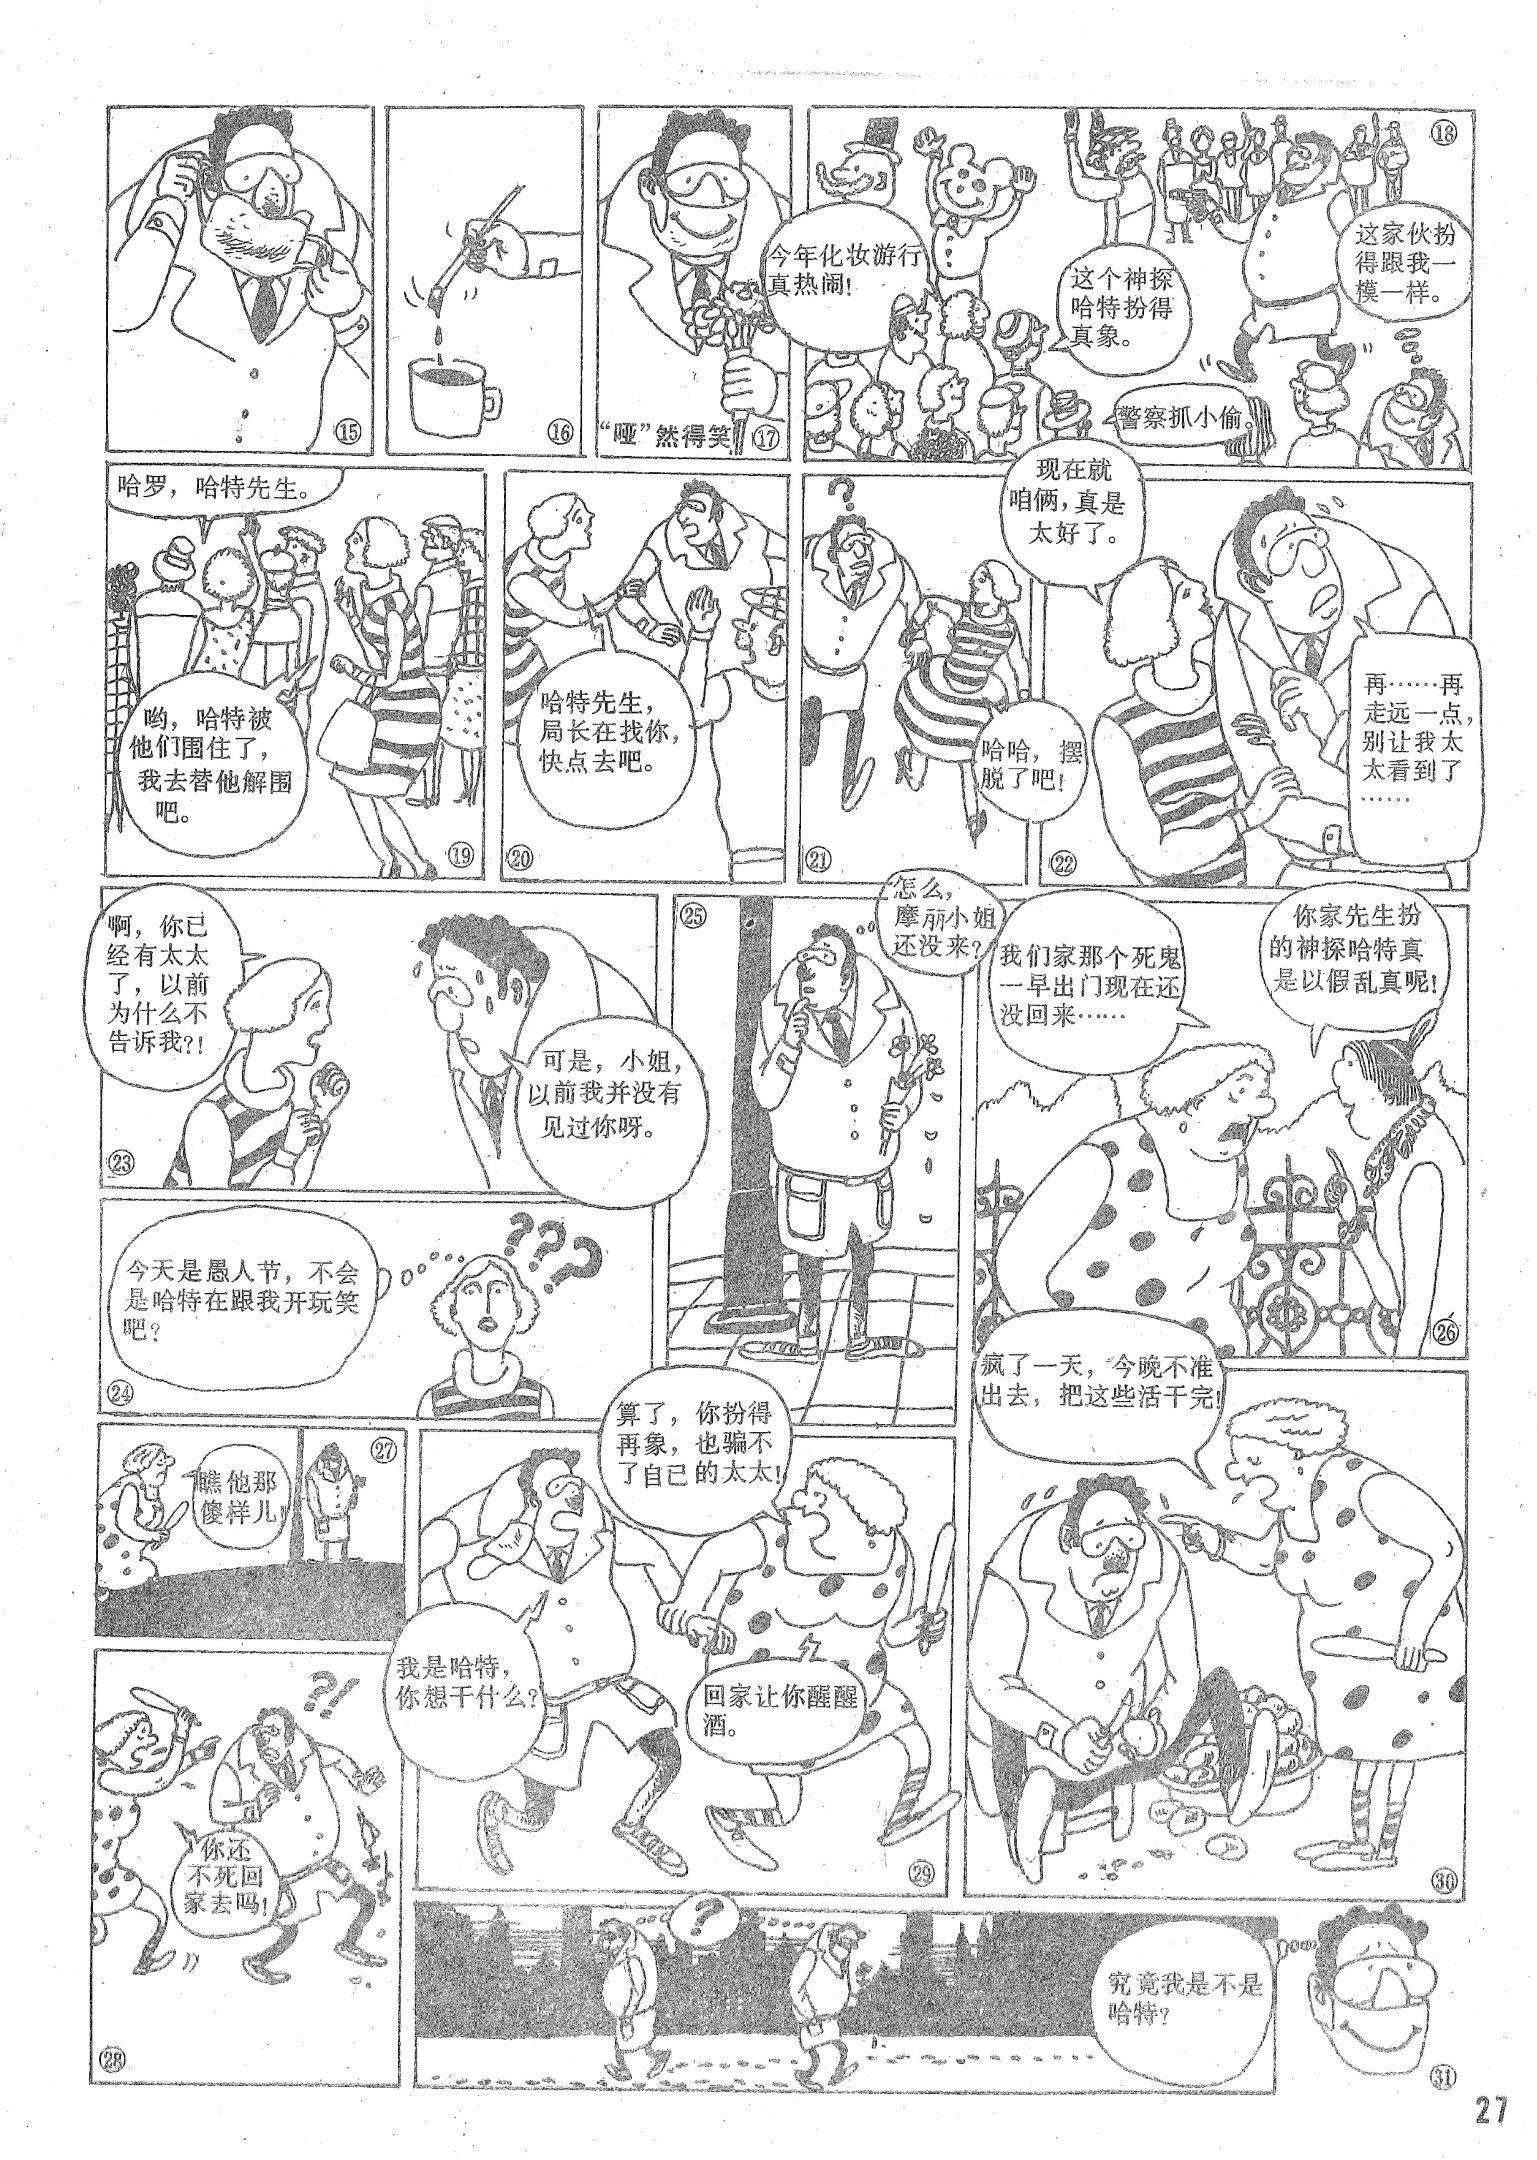 ⑮
⑯
“哑”然得笑
⑰
今年化妆游行
真热闹!
这个神探
哈特扮得
真象。
警察抓小偷。
这家伙扮
得跟我一
模一样。
⑱
哈罗，哈特先生。
哟，哈特被
他们围住了，
我去替他解围
吧。
⑲
哈特先生，
局长在找你，
快点去吧。
⑳
?
哈哈，摆
脱了吧!
㉑
现在就
咱俩，真是
太好了。
再……再
走远一点，
别让我太
太看到了
……
㉒
啊，你已
经有太太
了，以前
为什么不
告诉我?!
可是，小姐，
以前我并没有
见过你呀。
㉓
今天是愚人节，不会
是哈特在跟我开玩笑
吧?
???
㉔
㉕
怎么，
摩丽小姐
还没来?
我们家那个死鬼
一早出门现在还
没回来……
你家先生扮
的神探哈特真
是以假乱真呢!
㉖
瞧他那
傻样儿!
㉗
?!
你还
不死回
家去吗!
㉘
算了，你扮得
再象，也骗不
了自己的太太!
我是哈特，
你想干什么?
回家让你醒醒
酒。
㉙
疯了一天，今晚不准
出去，把这些活干完!
㉚
?
究竟我是不是
哈特?
㉛
27